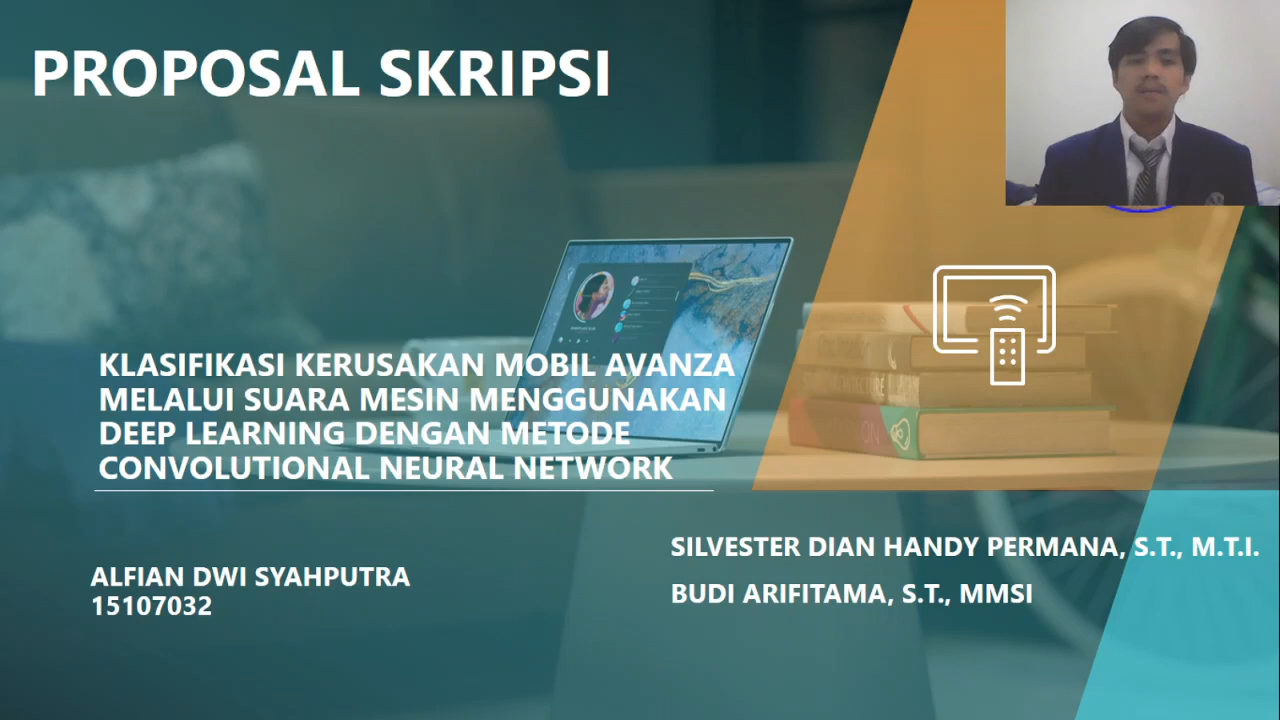 PROPOSAL SKRIPSI
KLASIFIKASI KERUSAKAN MOBIL AVANZA
MELALUI SUARA MESIN MENGGUNAKAN
DEEP LEARNING DENGAN METODE
CONVOLUTIONAL NEURAL NETWORK
ALFIAN DWI SYAHPUTRA
15107032
SILVESTER DIAN HANDY PERMANA, S.T., M.T.I.
BUDI ARIFITAMA, S.T., MMSI